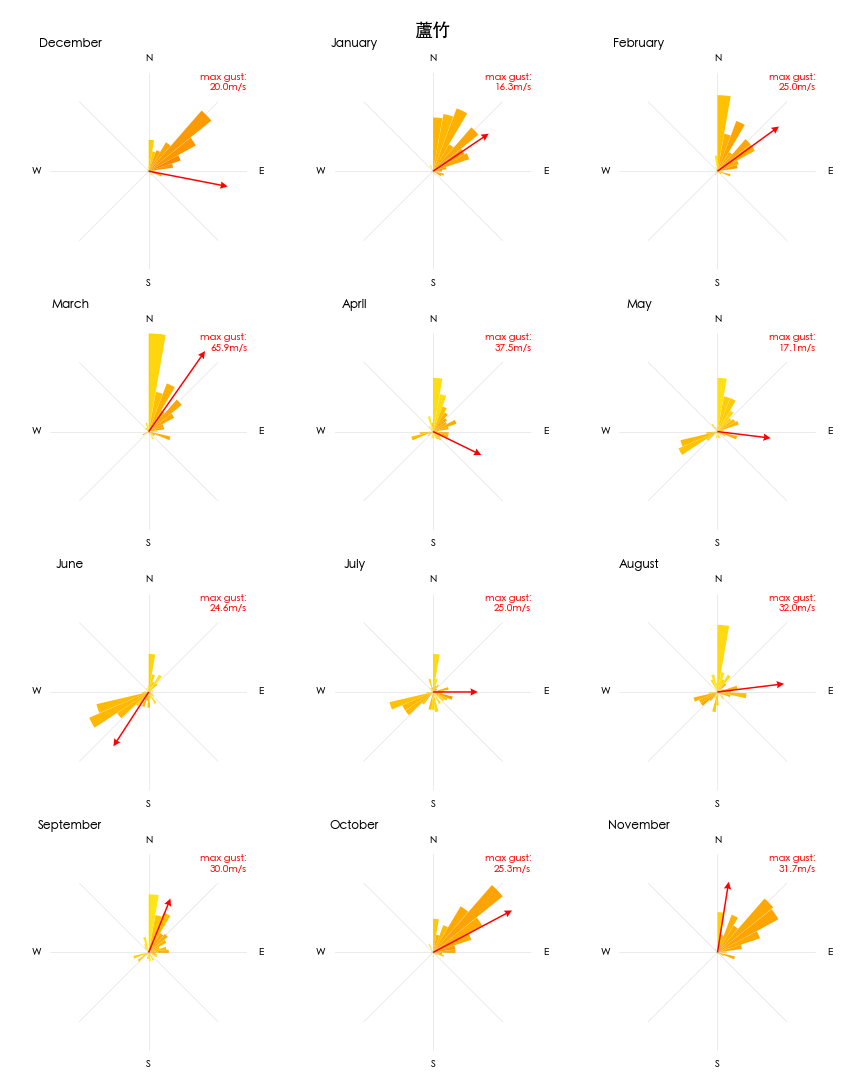 蘆竹
December
N
max gust:
20.0m/s
W
E
S
January
N
max gust:
16.3m/s
W
E
S
February
N
max gust:
25.0m/s
W
E
S
March
N
max gust:
65.9m/s
W
E
S
April
N
max gust:
37.5m/s
W
E
S
May
N
max gust:
17.1m/s
W
E
S
June
N
max gust:
24.6m/s
W
E
S
July
N
max gust:
25.0m/s
W
E
S
August
N
max gust:
32.0m/s
W
E
S
September
N
max gust:
30.0m/s
W
E
S
October
N
max gust:
25.3m/s
W
E
S
November
N
max gust:
31.7m/s
W
E
S